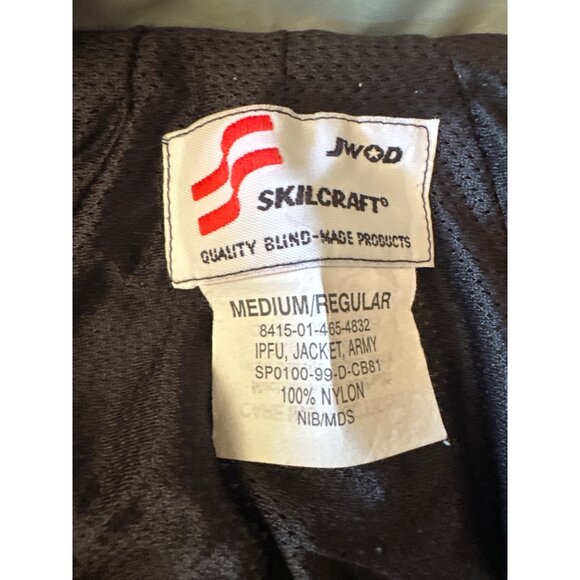 JWOD
SKILCRAFT®
QUALITY BLIND-MADE PRODUCTS
MEDIUM/REGULAR
8415-01-465-4832
IPFU, JACKET, ARMY
SP0100-99-D-CB81
100% NYLON
NIB/MDS